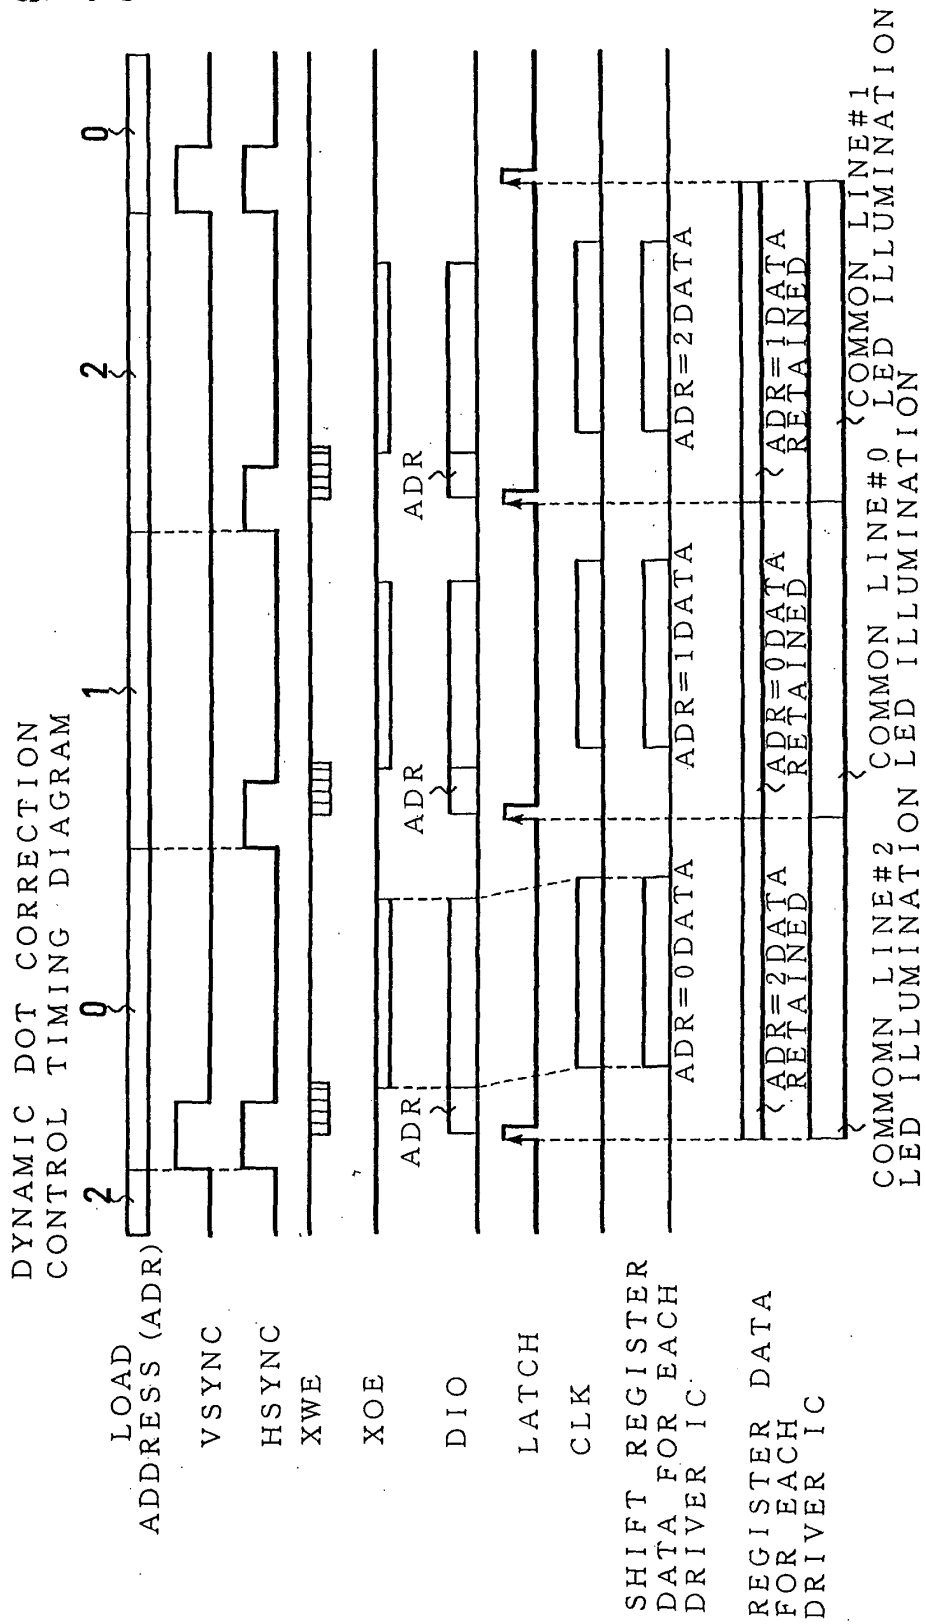 DYNAMIC DOT CORRECTION
CONTROL TIMING DIAGRAM
LOAD
ADDRESS (ADR)
2
0
1
2
0
VSYNC
HSYNC
XWE
XOE
DIO
ADR
ADR
ADR
LATCH
CLK
SHIFT REGISTER
DATA FOR EACH
DRIVER IC
ADR=0DATA
ADR=1DATA
ADR=2DATA
REGISTER DATA
FOR EACH
DRIVER IC
ADR=2DATA
RETAINED
ADR=0DATA
RETAINED
ADR=1DATA
RETAINED
COMMOMN LINE#2
LED ILLUMINATION
COMMON LINE#0
LED ILLUMINATION
COMMON LINE#1
LED ILLUMINATION